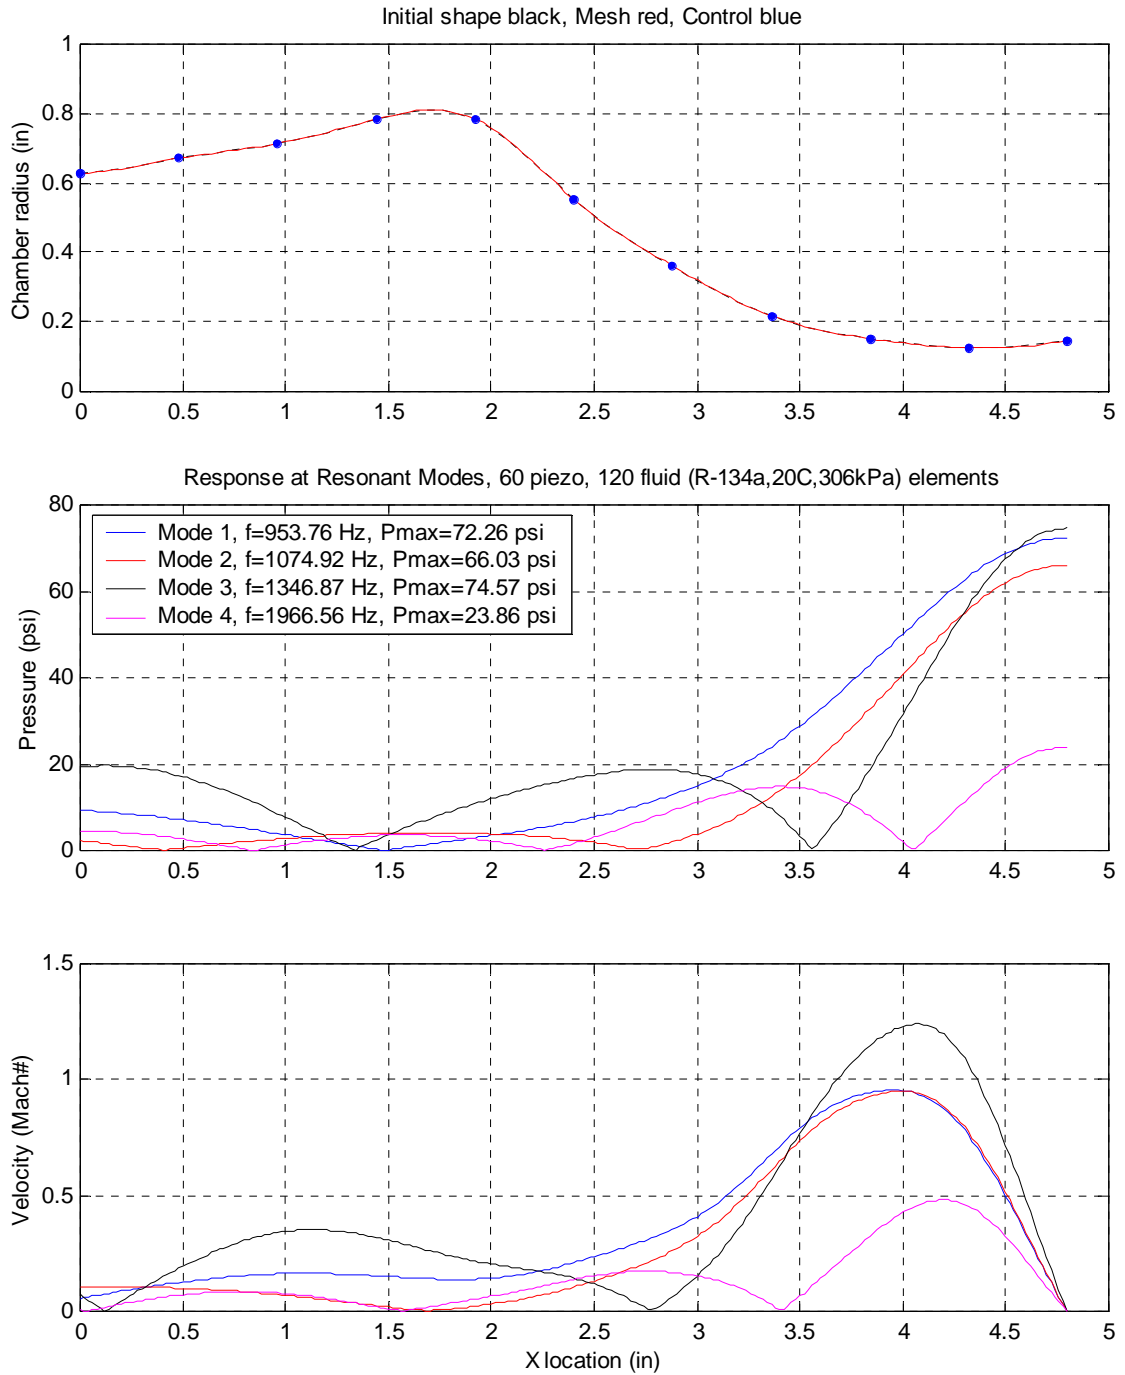 Initial shape black, Mesh red, Control blue
1
0.8
0.6
0.4
0.2
0
Chamber radius (in)
0 0.5 1 1.5 2 2.5 3 3.5 4 4.5 5
Response at Resonant Modes, 60 piezo, 120 fluid (R-134a,20C,306kPa) elements
80
60
40
20
0
Pressure (psi)
Mode 1, f=953.76 Hz, Pmax=72.26 psi
Mode 2, f=1074.92 Hz, Pmax=66.03 psi
Mode 3, f=1346.87 Hz, Pmax=74.57 psi
Mode 4, f=1966.56 Hz, Pmax=23.86 psi
0 0.5 1 1.5 2 2.5 3 3.5 4 4.5 5
1.5
1
0.5
0
Velocity (Mach#)
0 0.5 1 1.5 2 2.5 3 3.5 4 4.5 5
X location (in)